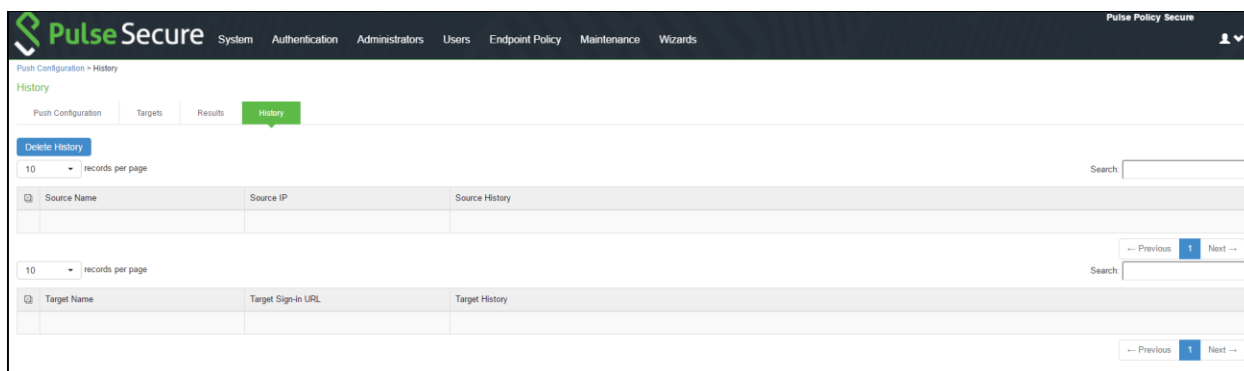 Pulse Policy Secure
Pulse Secure System Authentication Administrators Users Endpoint Policy Maintenance Wizards
Push Configuration > History
History
Push Configuration Targets Results History
Delete History
10 records per page Search:
Source Name Source IP Source History
← Previous 1 Next →
10 records per page Search:
Target Name Target Sign-in URL Target History
← Previous 1 Next →